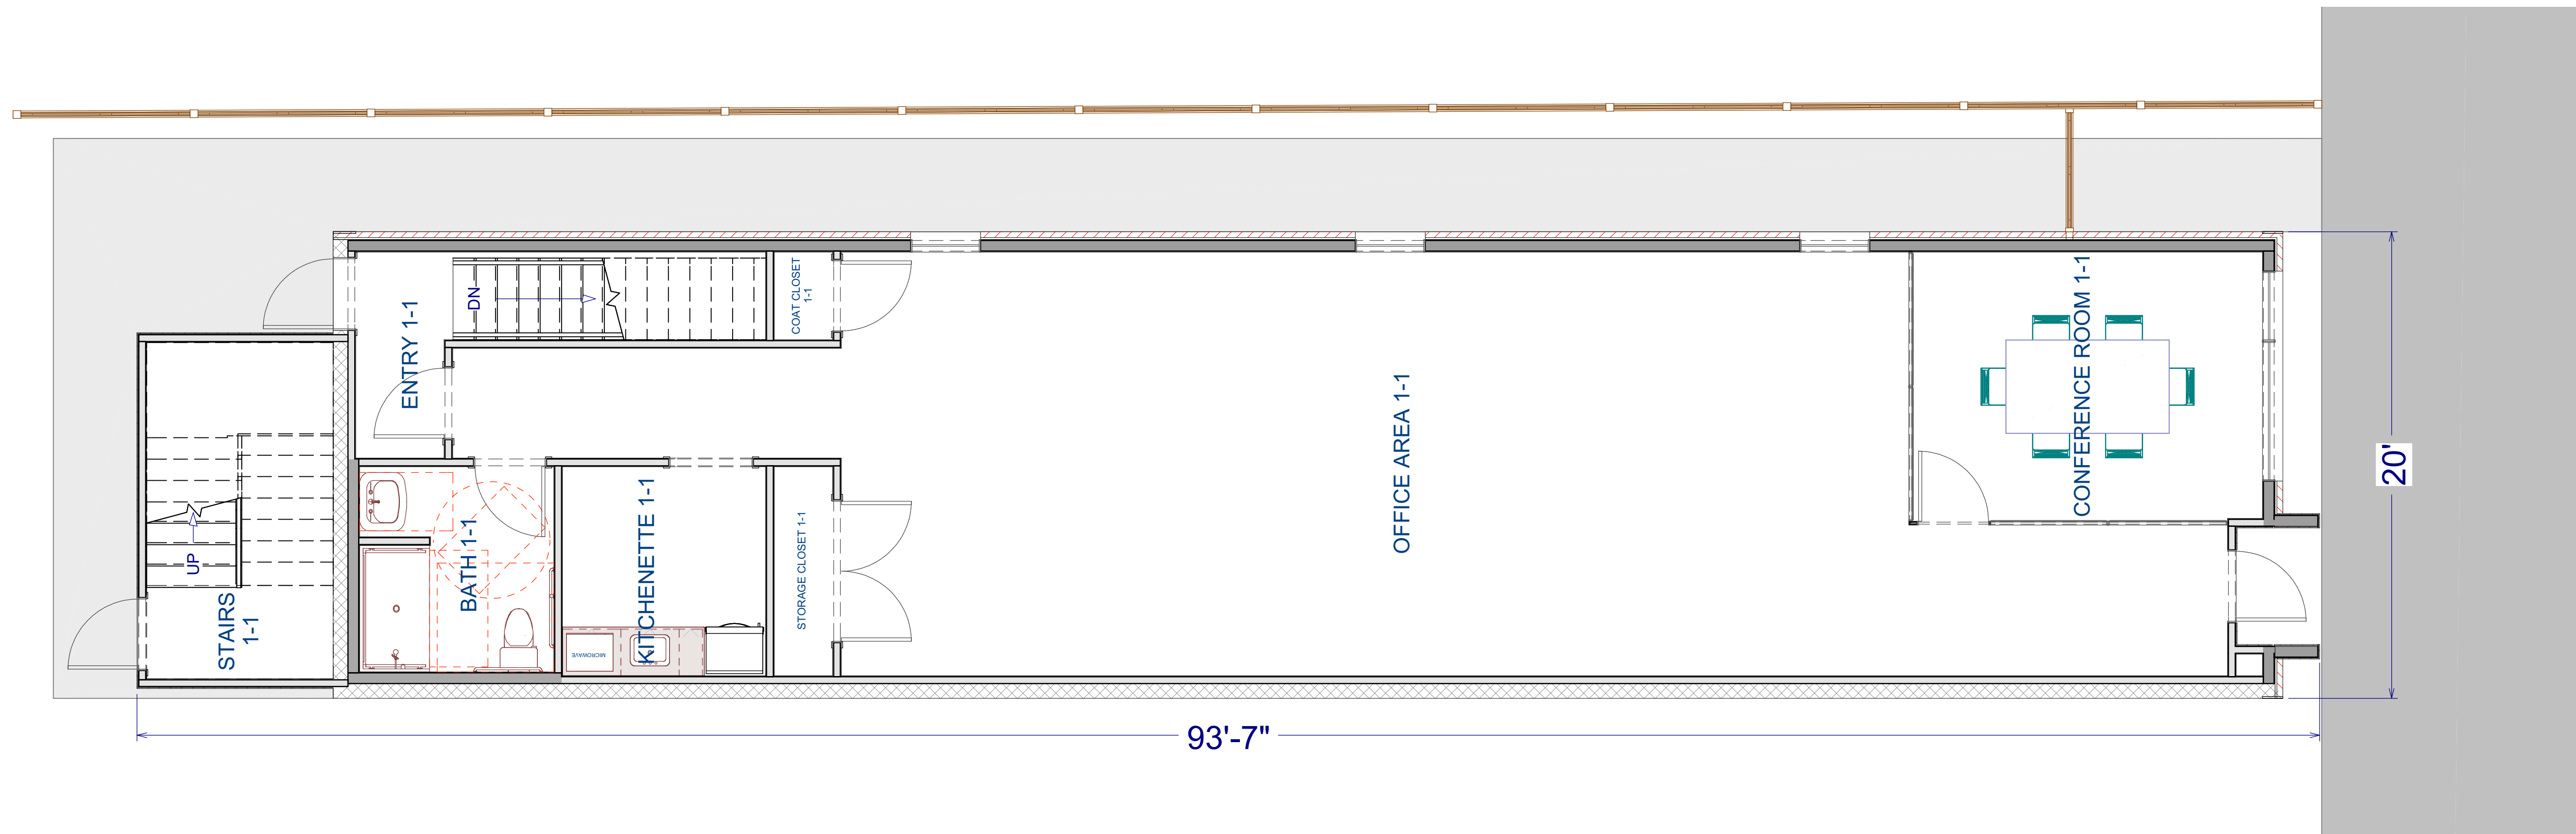 DN
COAT CLOSET
1-1
ENTRY 1-1
CONFERENCE ROOM 1-1
OFFICE AREA 1-1
20'
UP
STAIRS
1-1
BATH 1-1
KITCHENETTE 1-1
MICROWAVE
STORAGE CLOSET 1-1
93'-7"